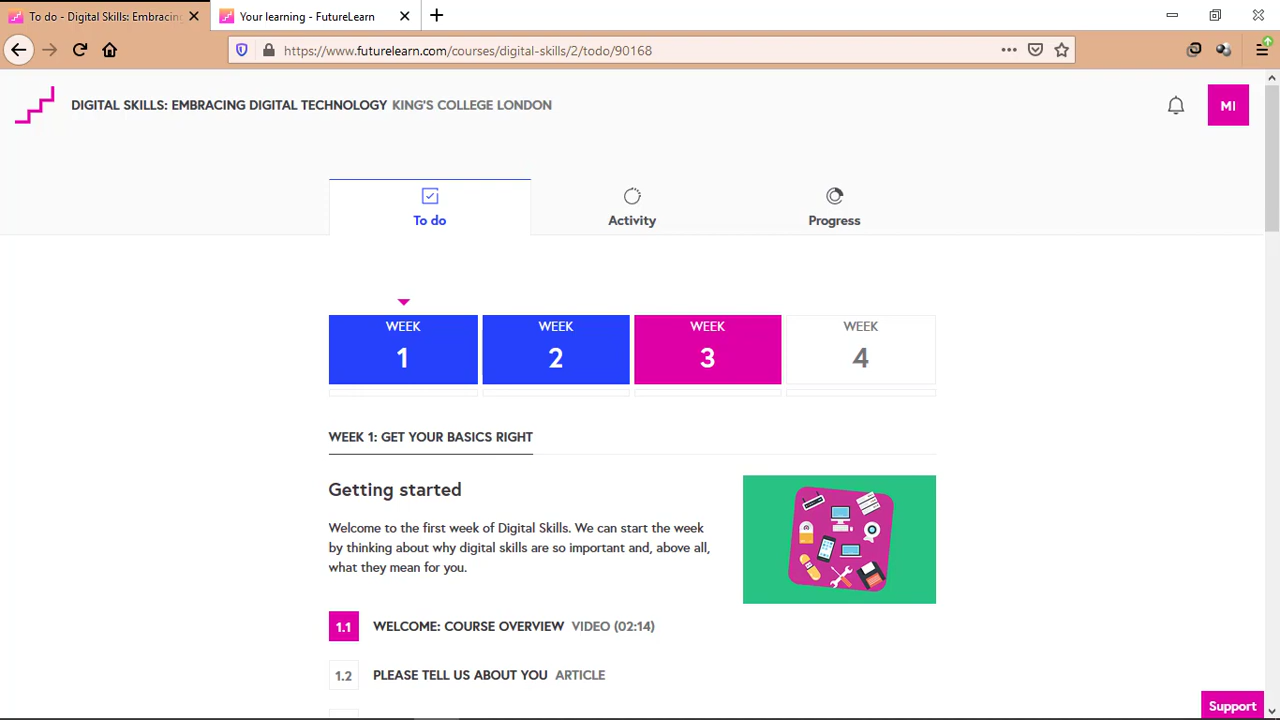 To do - Digital Skills: Embracing
Your learning - FutureLearn
https://www.futurelearn.com/courses/digital-skills/2/todo/90168
DIGITAL SKILLS: EMBRACING DIGITAL TECHNOLOGY KING'S COLLEGE LONDON
MI
To do
Activity
Progress
WEEK
1
WEEK
2
WEEK
3
WEEK
4
WEEK 1: GET YOUR BASICS RIGHT
Getting started
Welcome to the first week of Digital Skills. We can start the week
by thinking about why digital skills are so important and, above all,
what they mean for you.
1.1 WELCOME: COURSE OVERVIEW VIDEO (02:14)
1.2 PLEASE TELL US ABOUT YOU ARTICLE
Support